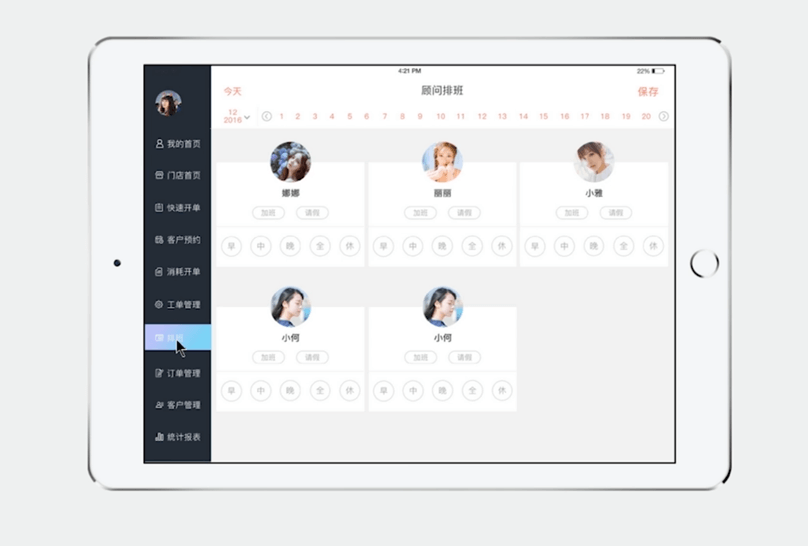 4:21 PM
22%
今天
顾问排班
保存
12
2016
1 2 3 4 5 6 7 8 9 10 11 12 13 14 15 16 17 18 19 20
我的首页
门店首页
快速开单
客户预约
消耗开单
工单管理
订单管理
客户管理
统计报表
娜娜
加班 请假
早 中 晚 全 休
丽丽
加班 请假
早 中 晚 全 休
小雅
加班 请假
早 中 晚 全 休
小何
加班 请假
早 中 晚 全 休
小何
加班 请假
早 中 晚 全 休